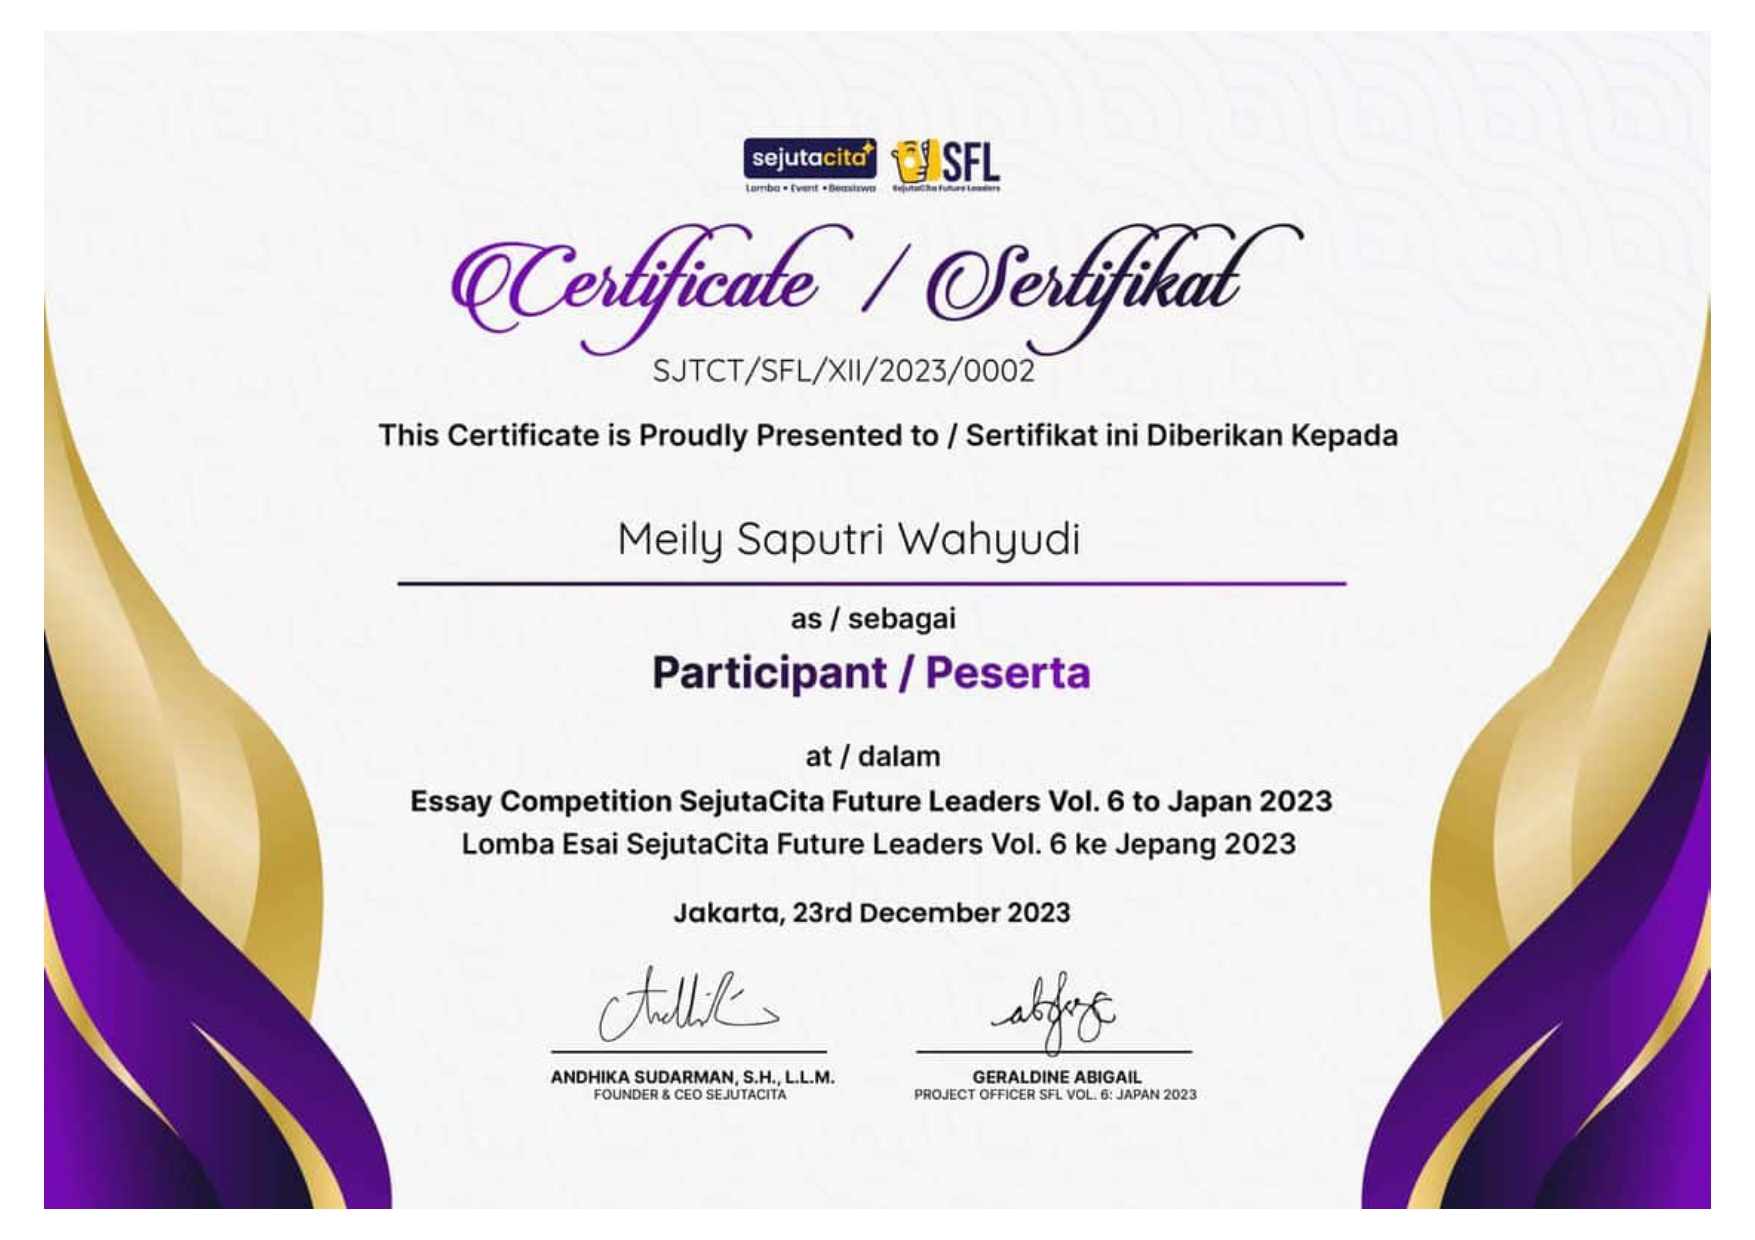 sejutacita
Lomba • Event • Beasiswa
SFL
SejutaCita Future Leaders
Certificate / Sertifikat
SJTCT/SFL/XII/2023/0002
This Certificate is Proudly Presented to / Sertifikat ini Diberikan Kepada
Meily Saputri Wahyudi
as / sebagai
Participant / Peserta
at / dalam
Essay Competition SejutaCita Future Leaders Vol. 6 to Japan 2023
Lomba Esai SejutaCita Future Leaders Vol. 6 ke Jepang 2023
Jakarta, 23rd December 2023
ANDHIKA SUDARMAN, S.H., L.L.M.
FOUNDER & CEO SEJUTACITA
GERALDINE ABIGAIL
PROJECT OFFICER SFL VOL. 6: JAPAN 2023